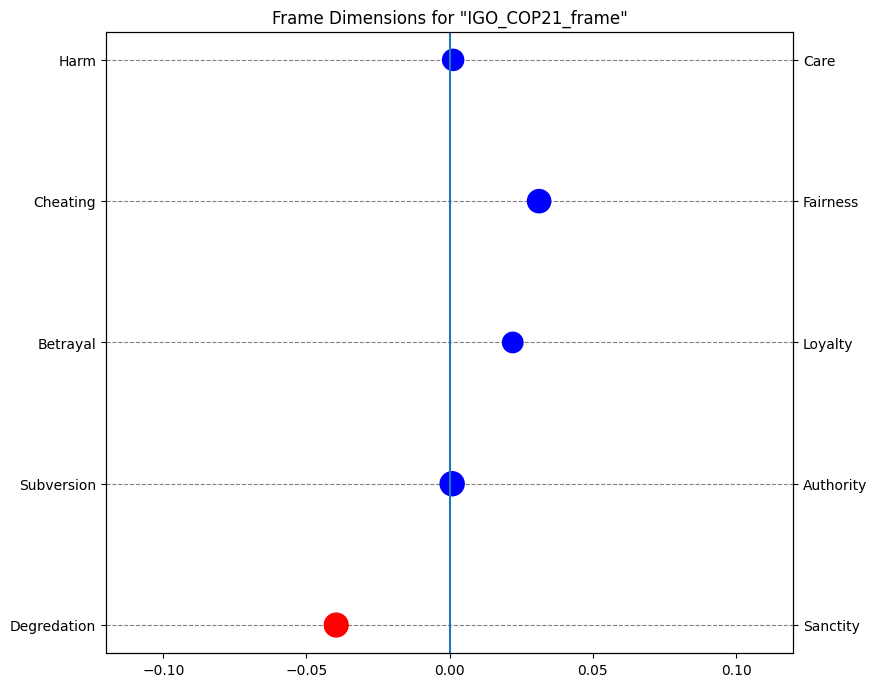 Frame Dimensions for "IGO_COP21_frame"
Harm
Care
Cheating
Fairness
Betrayal
Loyalty
Subversion
Authority
Degredation
Sanctity
−0.10
−0.05
0.00
0.05
0.10